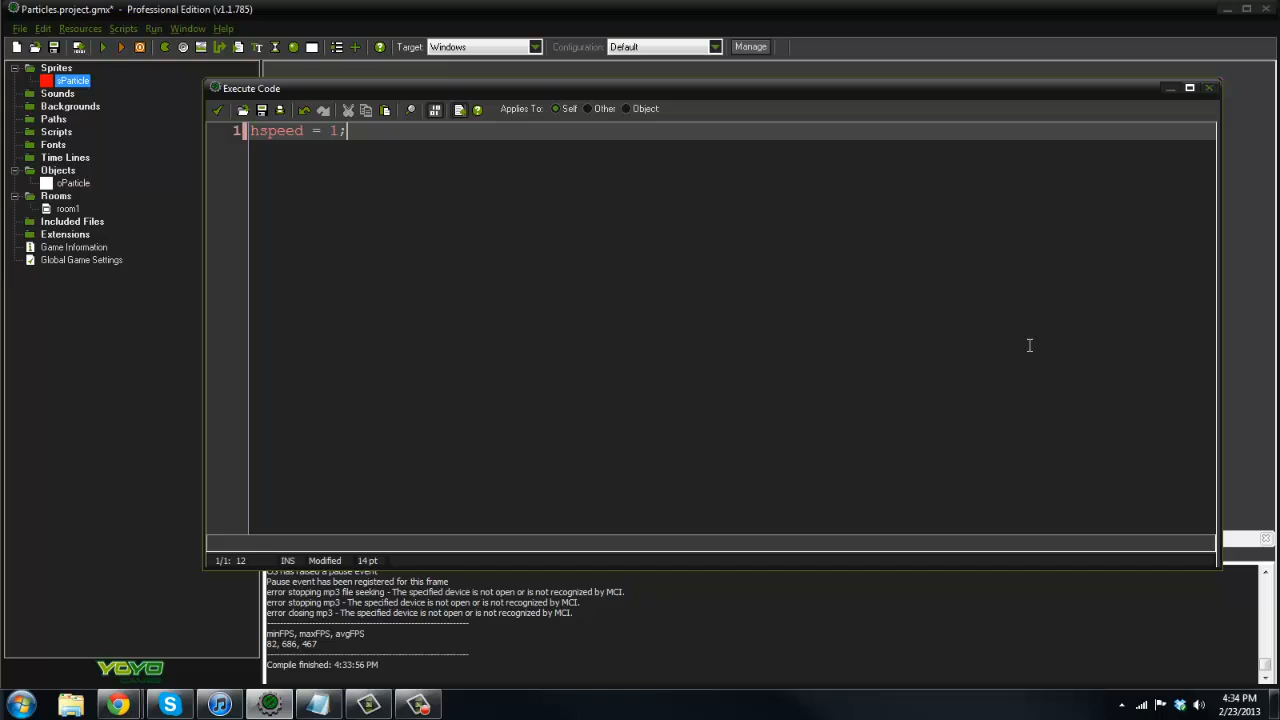 Particles.project.gmx* - Professional Edition (v1.1.785)
File Edit Resources Scripts Run Window Help
Target: Windows Configuration: Default Manage
Sprites
sParticle
Sounds
Backgrounds
Paths
Scripts
Fonts
Time Lines
Objects
oParticle
Rooms
room1
Included Files
Extensions
Game Information
Global Game Settings
Execute Code
Applies To: Self Other Object
1 hspeed = 1;
1/1: 12 INS Modified 14 pt
OS has raised a pause event
Pause event has been registered for this frame
error stopping mp3 file seeking - The specified device is not open or is not recognized by MCI.
error stopping mp3 - The specified device is not open or is not recognized by MCI.
error closing mp3 - The specified device is not open or is not recognized by MCI.
minFPS, maxFPS, avgFPS
82, 686, 467
Compile finished: 4:33:56 PM
YOYO
GAMES
4:34 PM
2/23/2013